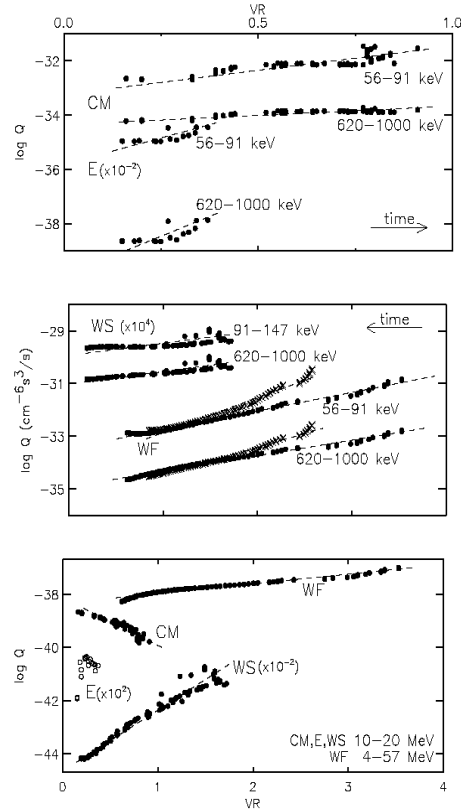 VR
0.0 0.5 1.0
−32
−34
−36
−38
log Q
CM
56−91 keV
620−1000 keV
56−91 keV
E(x10⁻²)
620−1000 keV
time
−29
−31
−33
−35
log Q (cm⁻⁶s³/s)
WS (x10⁴)
time
91−147 keV
620−1000 keV
56−91 keV
WF
620−1000 keV
−38
−40
−42
−44
log Q
WF
CM
WS(x10⁻²)
E(x10²)
CM,E,WS 10−20 MeV
WF 4−57 MeV
0 1 2 3 4
VR